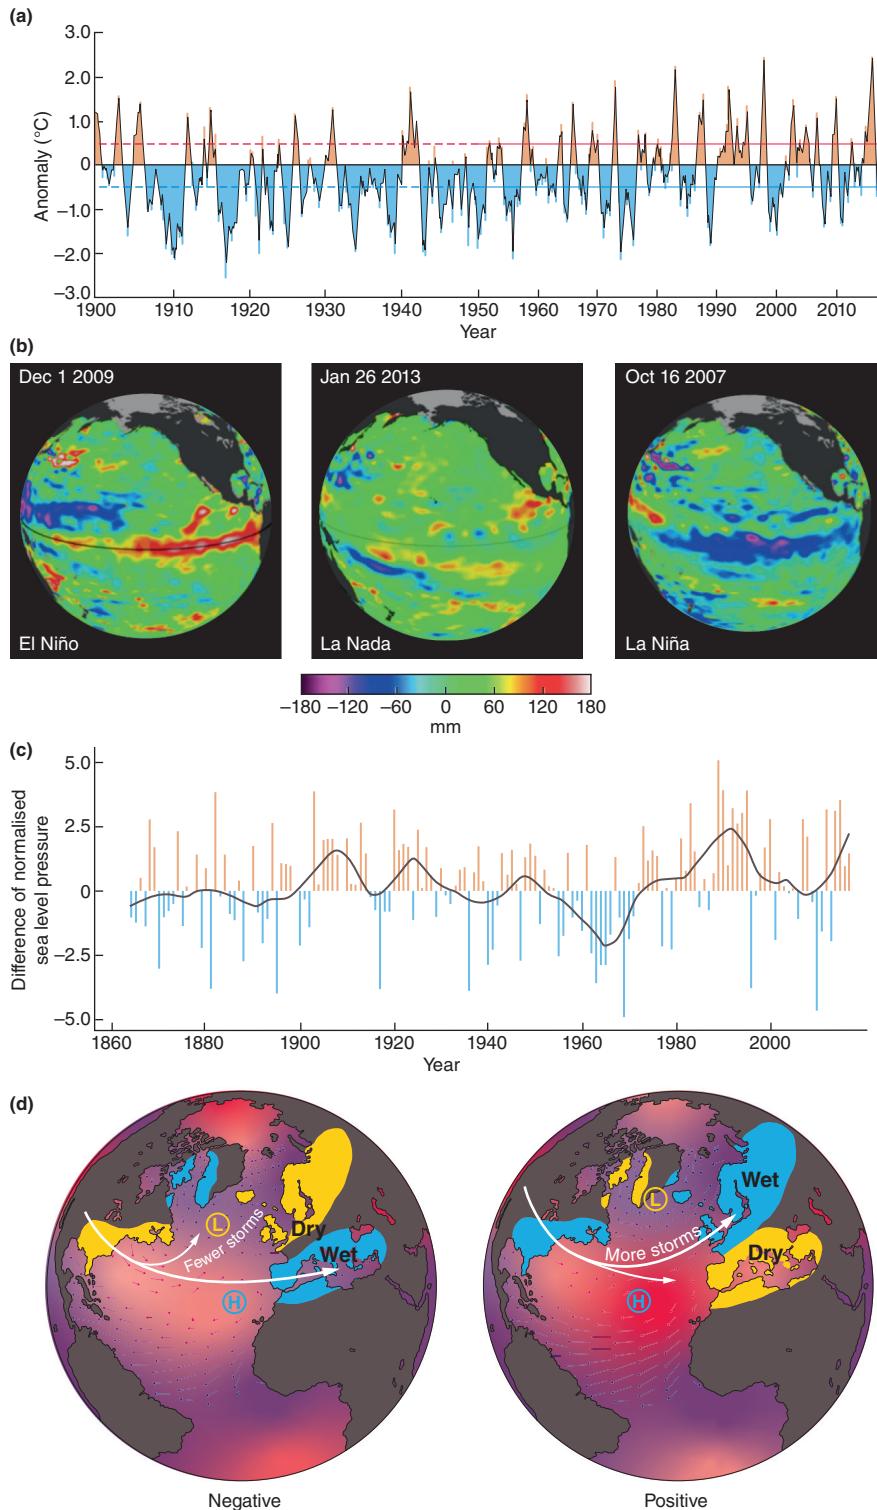 (a)
3.0
2.0
1.0
0
−1.0
−2.0
−3.0
Anomaly (°C)
1900 1910 1920 1930 1940 1950 1960 1970 1980 1990 2000 2010
Year
(b)
Dec 1 2009
Jan 26 2013
Oct 16 2007
El Niño
La Nada
La Niña
−180 −120 −60 0 60 120 180
mm
(c)
5.0
2.5
0
−2.5
−5.0
Difference of normalised
sea level pressure
1860 1880 1900 1920 1940 1960 1980 2000
Year
(d)
L
Fewer storms
Dry
Wet
H
Negative
L
Wet
More storms
Dry
H
Positive